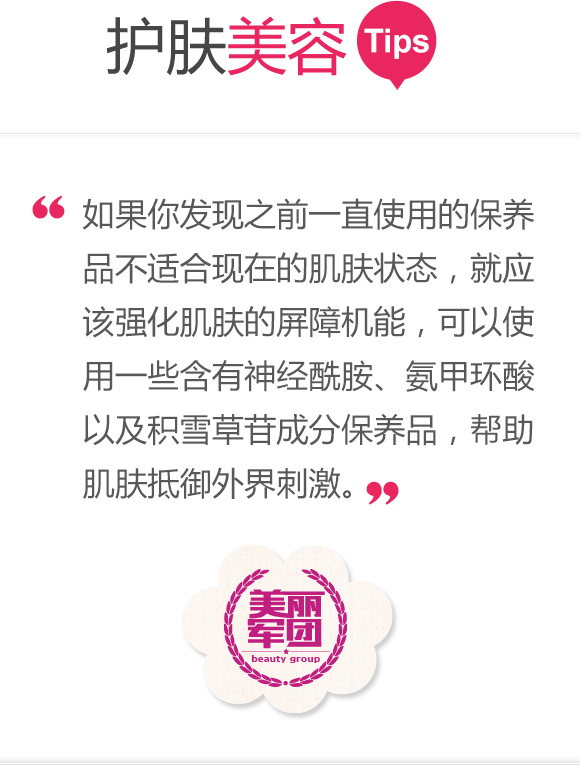 护肤美容 Tips
“如果你发现之前一直使用的保养
品不适合现在的肌肤状态，就应
该强化肌肤的屏障机能，可以使
用一些含有神经酰胺、氨甲环酸
以及积雪草苷成分保养品，帮助
肌肤抵御外界刺激。”
美丽
军团
beauty group